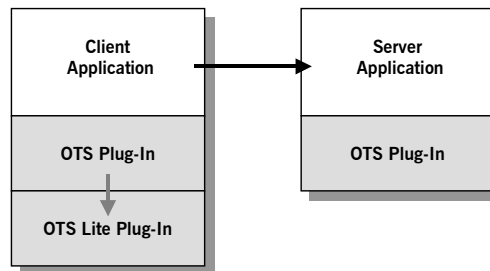 Client
Application
OTS Plug-In
OTS Lite Plug-In
Server
Application
OTS Plug-In